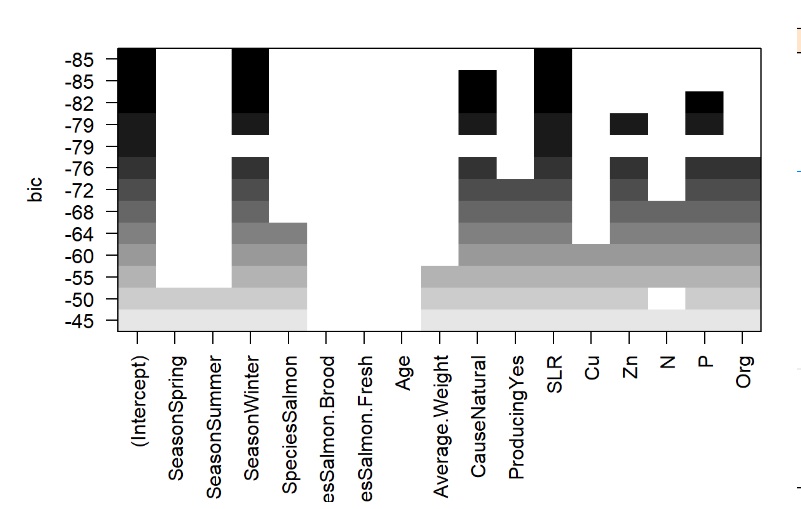 bic
-85
-85
-82
-79
-79
-76
-72
-68
-64
-60
-55
-50
-45
(Intercept)
SeasonSpring
SeasonSummer
SeasonWinter
SpeciesSalmon
esSalmon.Brood
esSalmon.Fresh
Age
Average.Weight
CauseNatural
ProducingYes
SLR
Cu
Zn
N
P
Org